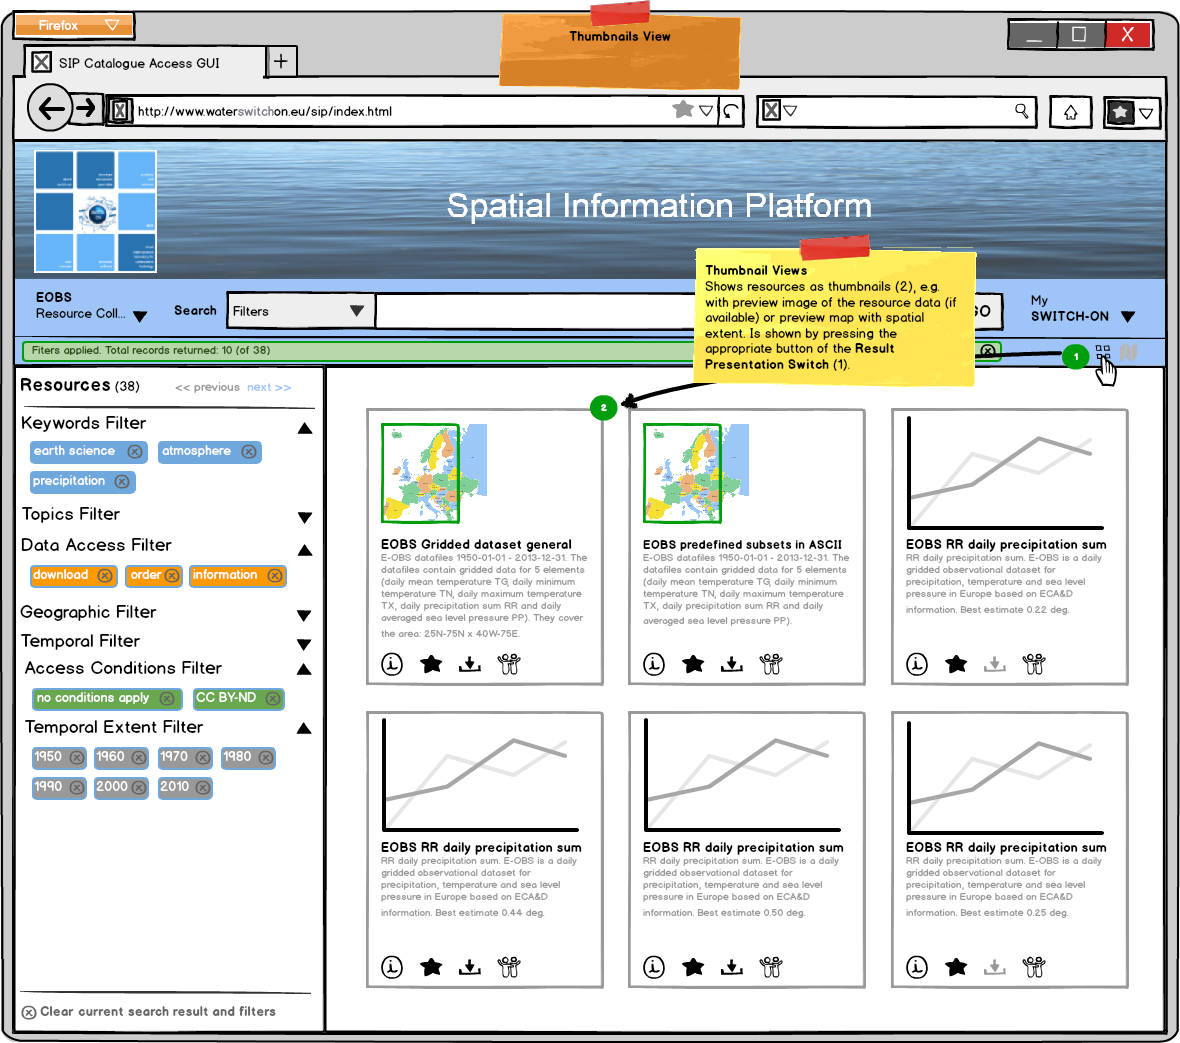 Firefox
Thumbnails View
X
SIP Catalogue Access GUI
+
http://www.waterswitchon.eu/sip/index.html
Spatial Information Platform
Thumbnail Views
Shows resources as thumbnails (2), e.g.
with preview image of the resource data (if
available) or preview map with spatial
extent. Is shown by pressing the
appropriate button of the Result
Presentation Switch (1).
EOBS
Resource Coll...
Search
Filters
GO
My
SWITCH-ON
Fiters applied. Total records returned: 10 (of 38)
1
2
Resources (38)
<< previous next >>
Keywords Filter
earth science
atmosphere
precipitation
Topics Filter
Data Access Filter
download
order
information
Geographic Filter
Temporal Filter
Access Conditions Filter
no conditions apply
CC BY-ND
Temporal Extent Filter
1950
1960
1970
1980
1990
2000
2010
Clear current search result and filters
EOBS Gridded dataset general
E-OBS datafiles 1950-01-01 - 2013-12-31. The
datafiles contain gridded data for 5 elements
(daily mean temperature TG, daily minimum
temperature TN, daily maximum temperature
TX, daily precipitation sum RR and daily
averaged sea level pressure PP). They cover
the area: 25N-75N x 40W-75E.
EOBS predefined subsets in ASCII
E-OBS datafiles 1950-01-01 - 2013-12-31. The
datafiles contain gridded data for 5 elements
(daily mean temperature TG, daily minimum
temperature TN, daily maximum temperature
TX, daily precipitation sum RR and daily
averaged sea level pressure PP).
EOBS RR daily precipitation sum
RR daily precipitation sum. E-OBS is a daily
gridded observational dataset for
precipitation, temperature and sea level
pressure in Europe based on ECA&D
information. Best estimate 0.22 deg.
EOBS RR daily precipitation sum
RR daily precipitation sum. E-OBS is a daily
gridded observational dataset for
precipitation, temperature and sea level
pressure in Europe based on ECA&D
information. Best estimate 0.44 deg.
EOBS RR daily precipitation sum
RR daily precipitation sum. E-OBS is a daily
gridded observational dataset for
precipitation, temperature and sea level
pressure in Europe based on ECA&D
information. Best estimate 0.50 deg.
EOBS RR daily precipitation sum
RR daily precipitation sum. E-OBS is a daily
gridded observational dataset for
precipitation, temperature and sea level
pressure in Europe based on ECA&D
information. Best estimate 0.25 deg.